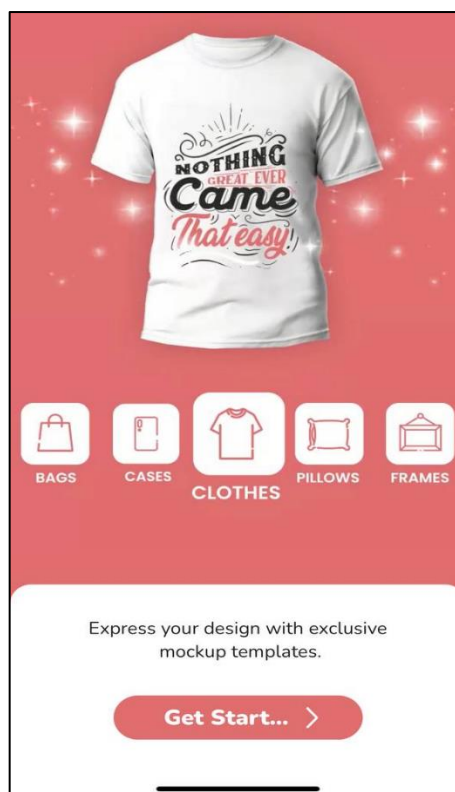 NOTHING
GREAT EVER
Came
That easy!
BAGS
CASES
CLOTHES
PILLOWS
FRAMES
Express your design with exclusive
mockup templates.
Get Start...